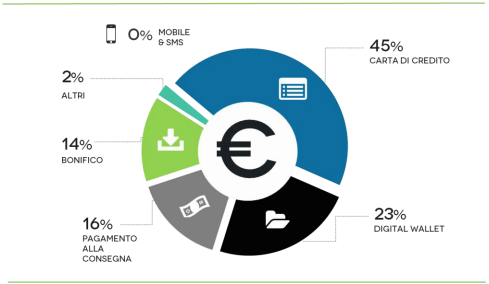 0% MOBILE
& SMS
45%
CARTA DI CREDITO
2%
ALTRI
14%
BONIFICO
23%
DIGITAL WALLET
16%
PAGAMENTO
ALLA
CONSEGNA
€